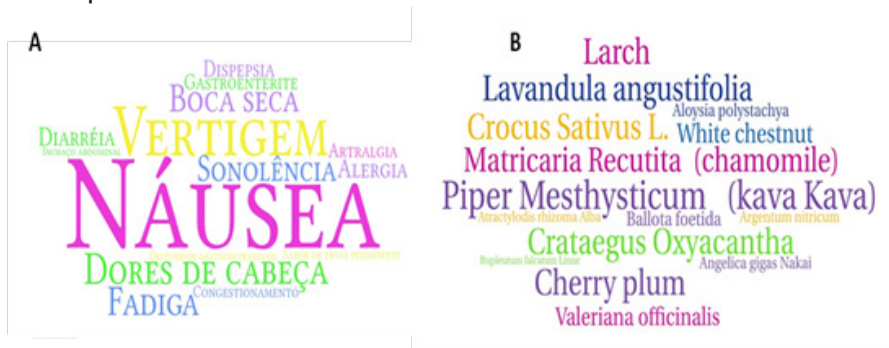 A
DISPEPSIA
GASTROENTERITE
BOCA SECA
DIARRÉIA
VERTIGEM
INCHAÇO ABDOMINAL
ARTRALGIA
SONOLÊNCIA
ALERGIA
NÁUSEA
DORES DE CABEÇA
CONGESTIONAMENTO
FADIGA
B
Larch
Lavandula angustifolia
Aloysia polystachya
Crocus Sativus L.
White chestnut
Matricaria Recutita (chamomile)
Piper Mesthysticum (kava Kava)
Atractylodis rhizoma Alba
Ballota foetida
Argentum nitricum
Crataegus Oxyacantha
Bupleurum falcatum Linne
Angelica gigas Nakai
Cherry plum
Valeriana officinalis